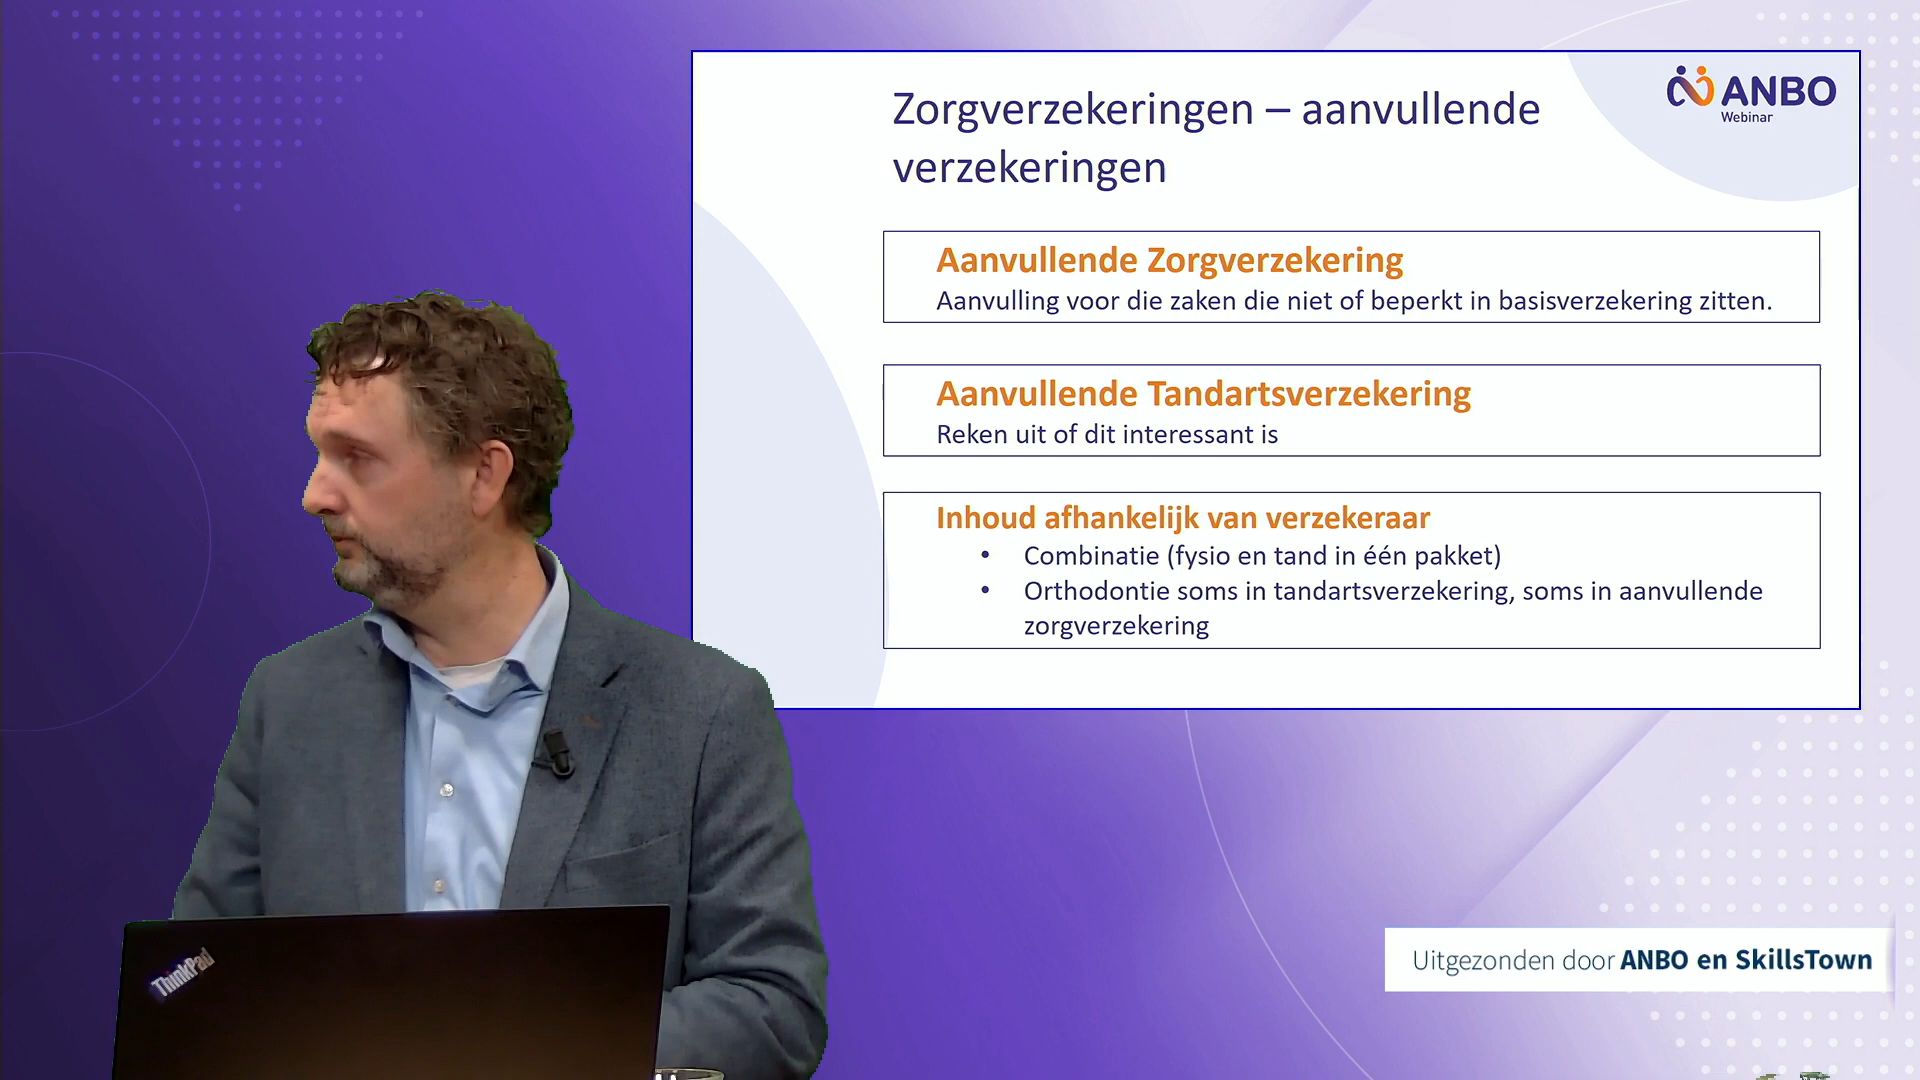 ANBO
Webinar
Zorgverzekeringen – aanvullende
verzekeringen
Aanvullende Zorgverzekering
Aanvulling voor die zaken die niet of beperkt in basisverzekering zitten.
Aanvullende Tandartsverzekering
Reken uit of dit interessant is
Inhoud afhankelijk van verzekeraar
• Combinatie (fysio en tand in één pakket)
• Orthodontie soms in tandartsverzekering, soms in aanvullende
zorgverzekering
ThinkPad
Uitgezonden door ANBO en SkillsTown